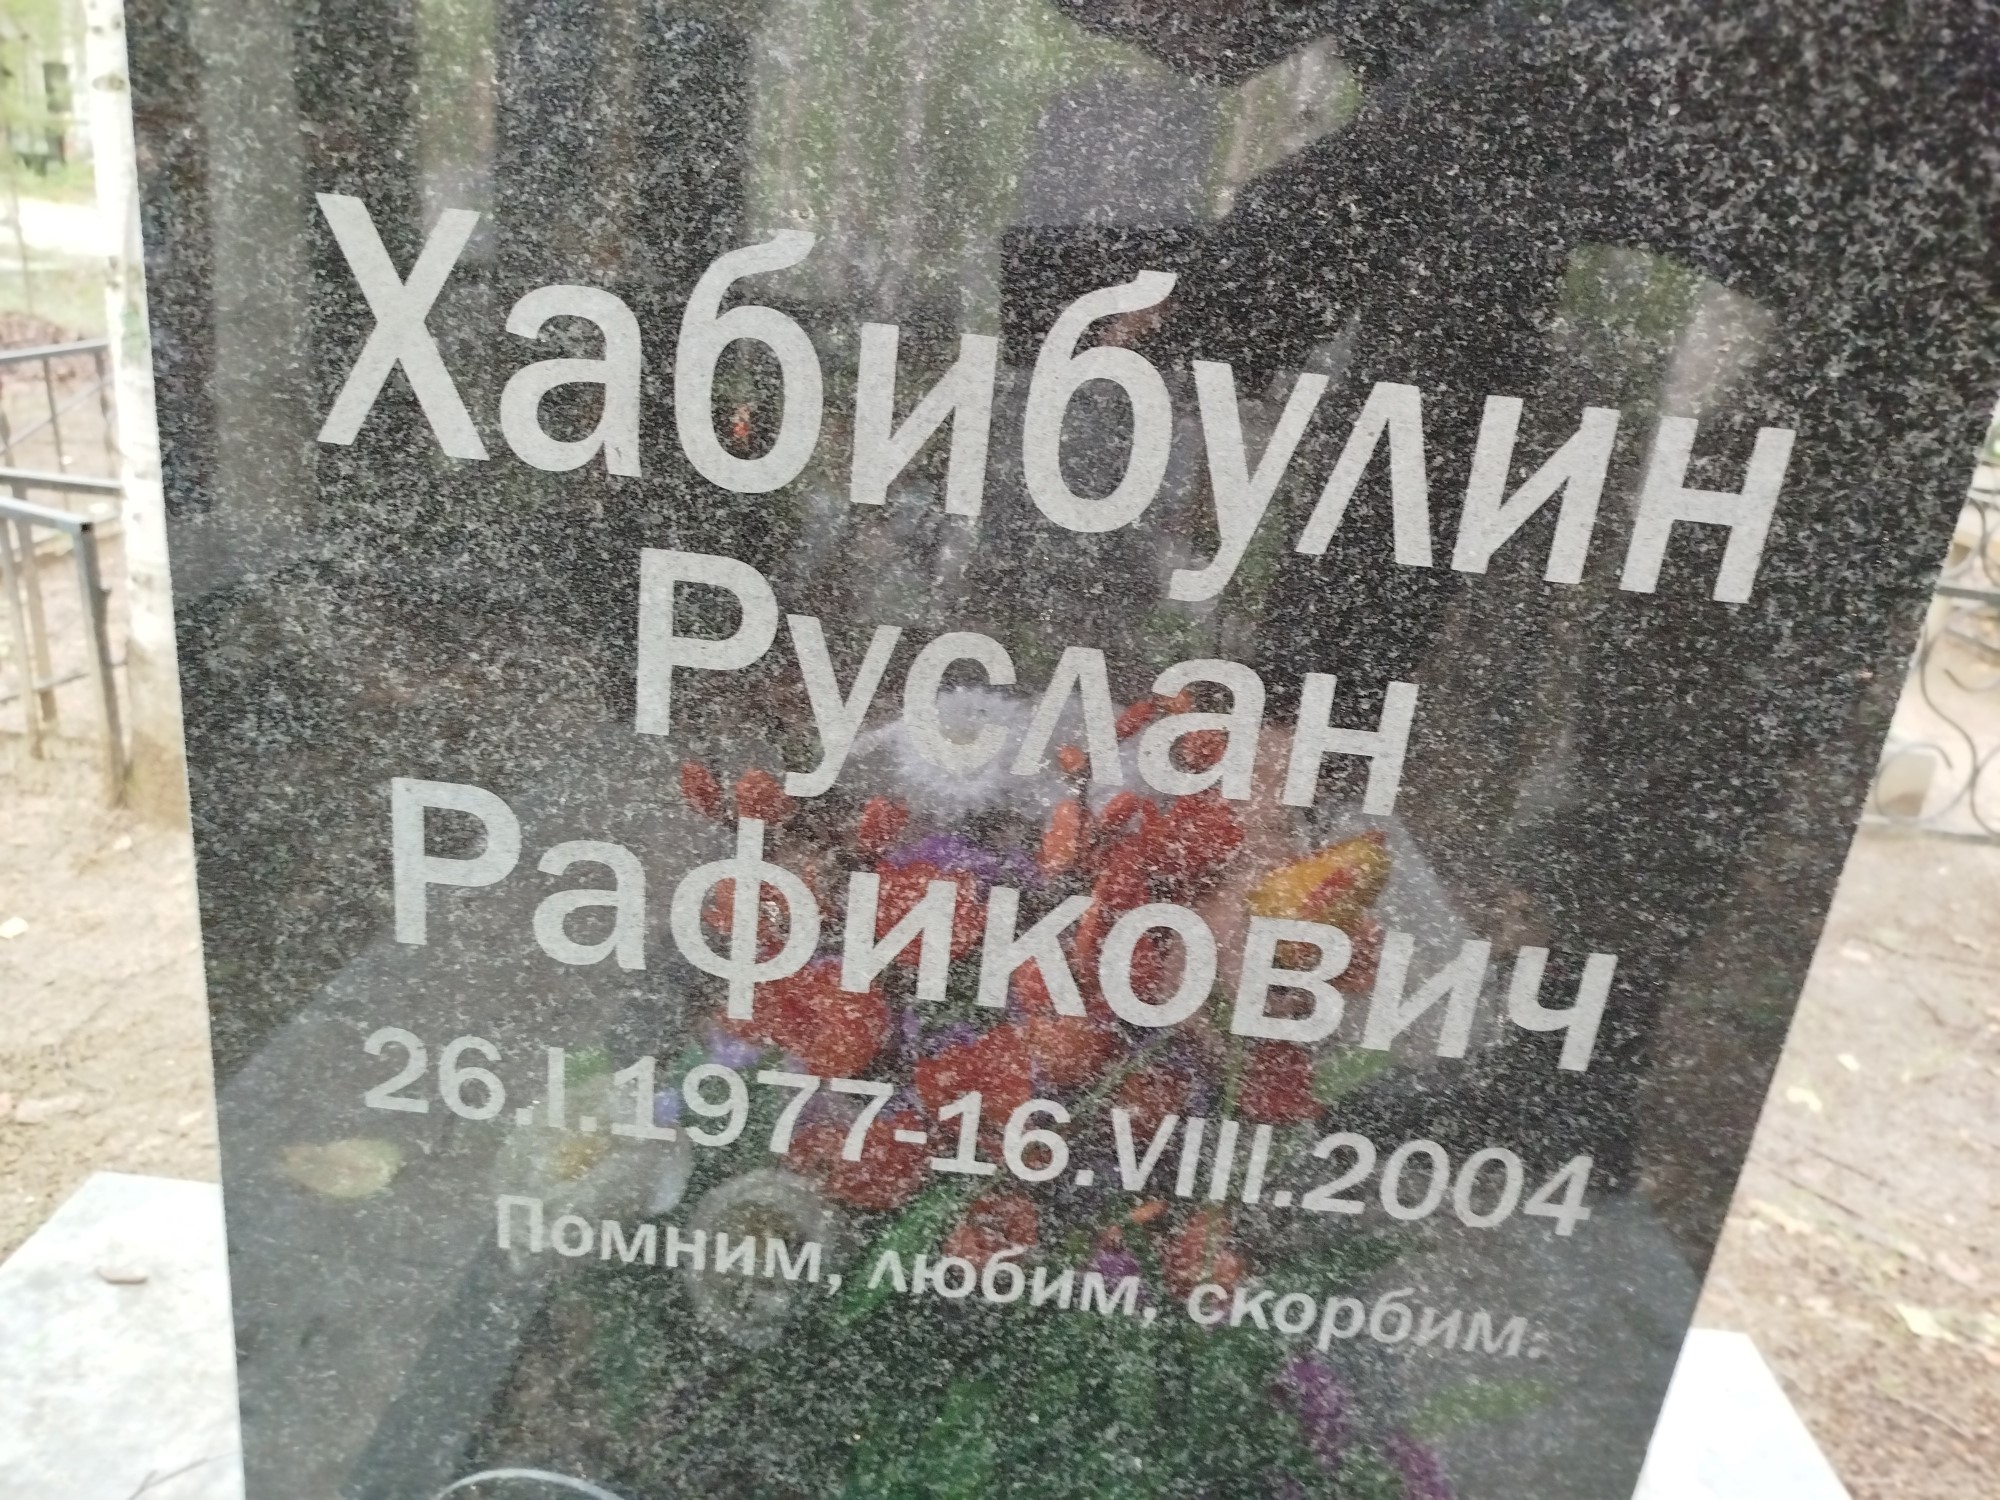 Хабибулин
Руслан
Рафикович
26.I.1977-16.VIII.2004
Помним, любим, скорбим.